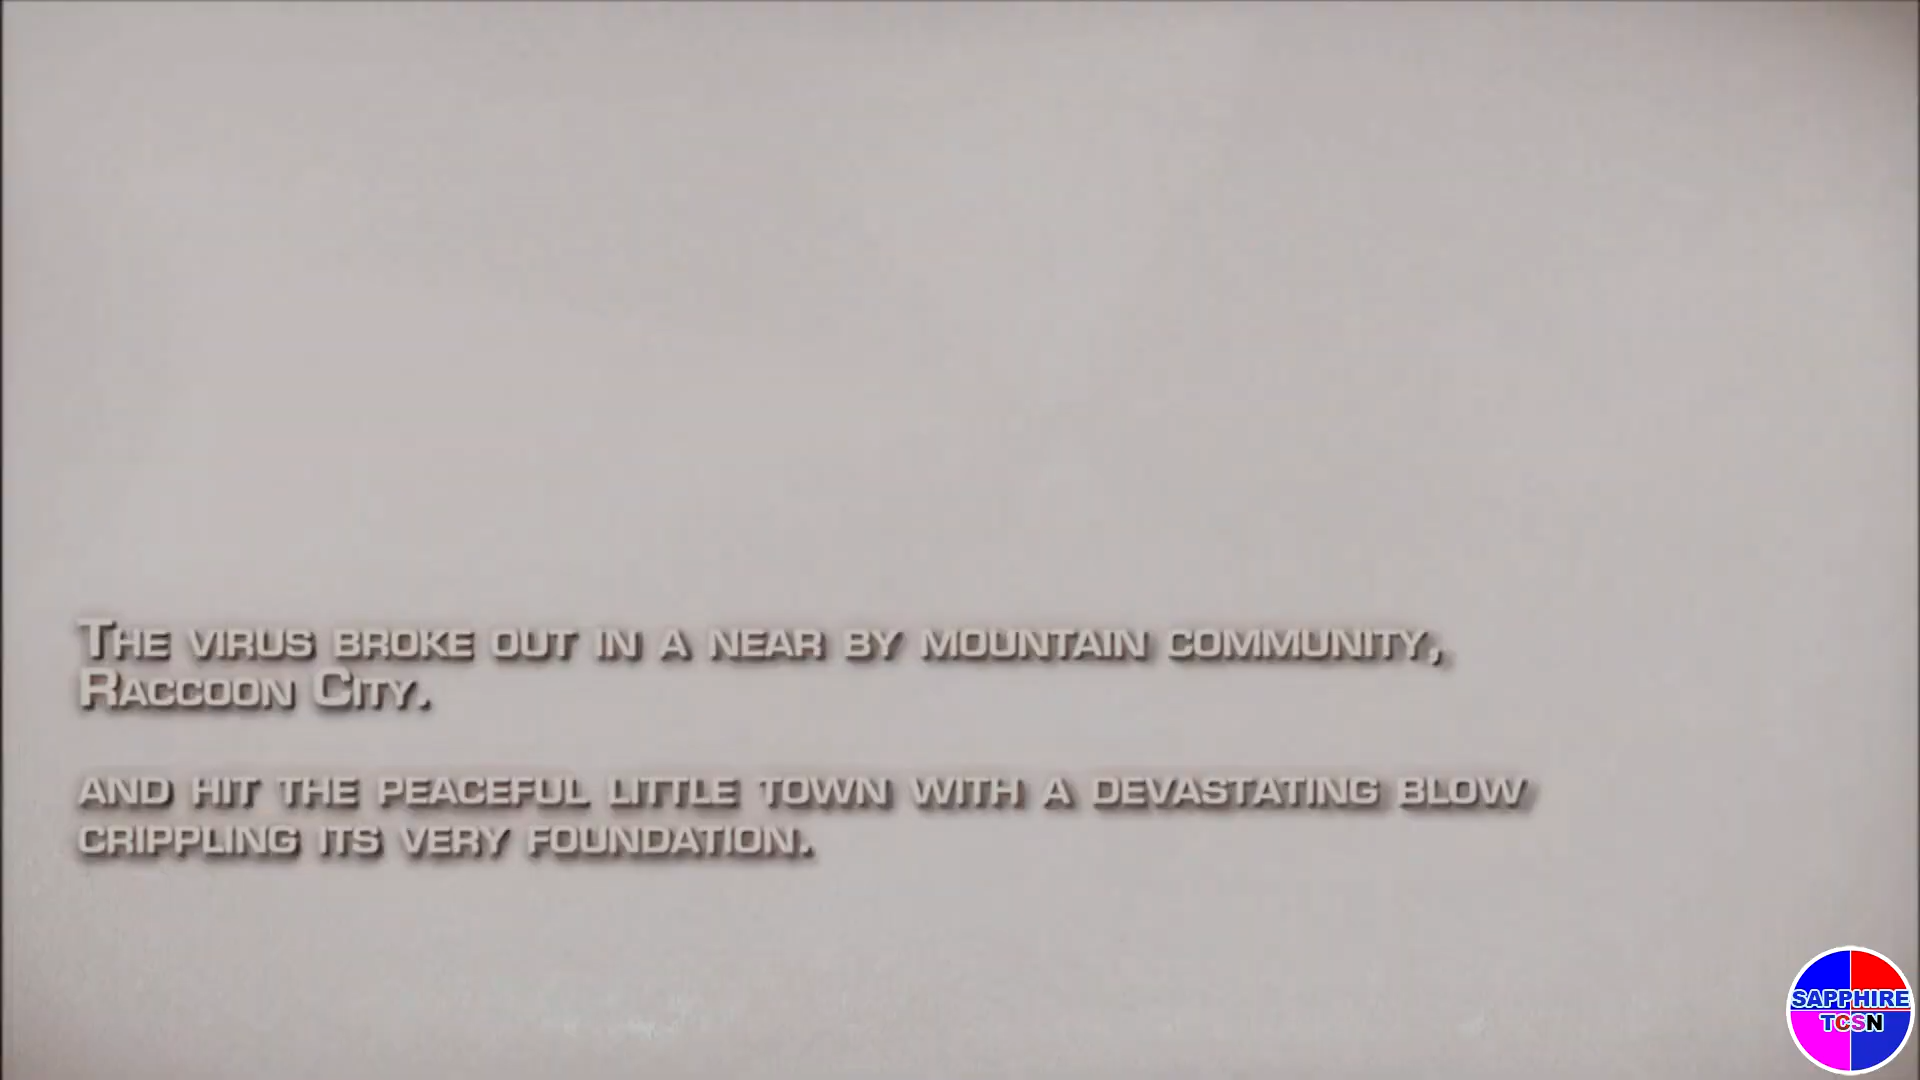 The virus broke out in a near by mountain community,
Raccoon City.
and hit the peaceful little town with a devastating blow
crippling its very foundation.
SAPPHIRE
TCSN